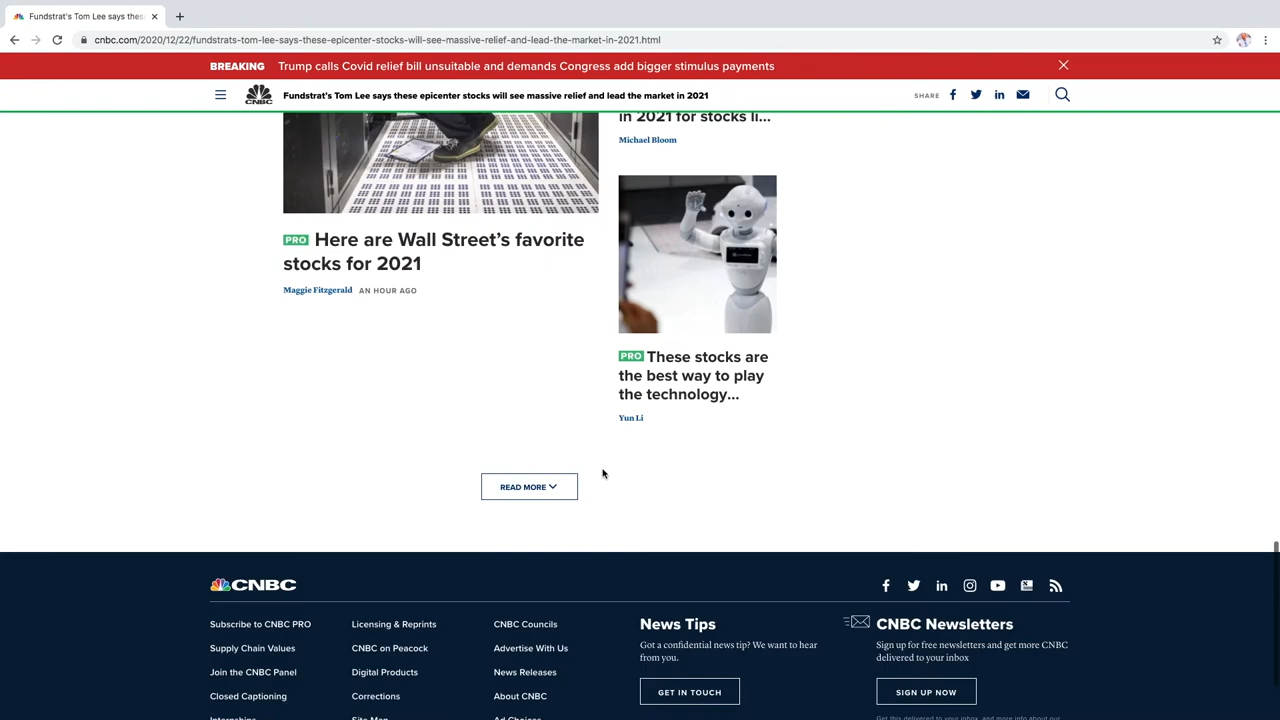 Fundstrat's Tom Lee says these
cnbc.com/2020/12/22/fundstrats-tom-lee-says-these-epicenter-stocks-will-see-massive-relief-and-lead-the-market-in-2021.html
BREAKING Trump calls Covid relief bill unsuitable and demands Congress add bigger stimulus payments
CNBC Fundstrat's Tom Lee says these epicenter stocks will see massive relief and lead the market in 2021 SHARE
in 2021 for stocks li...
Michael Bloom
PRO Here are Wall Street's favorite
stocks for 2021
Maggie Fitzgerald AN HOUR AGO
PRO These stocks are
the best way to play
the technology...
Yun Li
READ MORE
CNBC
Subscribe to CNBC PRO
Supply Chain Values
Join the CNBC Panel
Closed Captioning
Internships
Licensing & Reprints
CNBC on Peacock
Digital Products
Corrections
Site Map
CNBC Councils
Advertise With Us
News Releases
About CNBC
Ad Choices
News Tips
Got a confidential news tip? We want to hear
from you.
GET IN TOUCH
CNBC Newsletters
Sign up for free newsletters and get more CNBC
delivered to your inbox
SIGN UP NOW
Get this delivered to your inbox, and more info about our